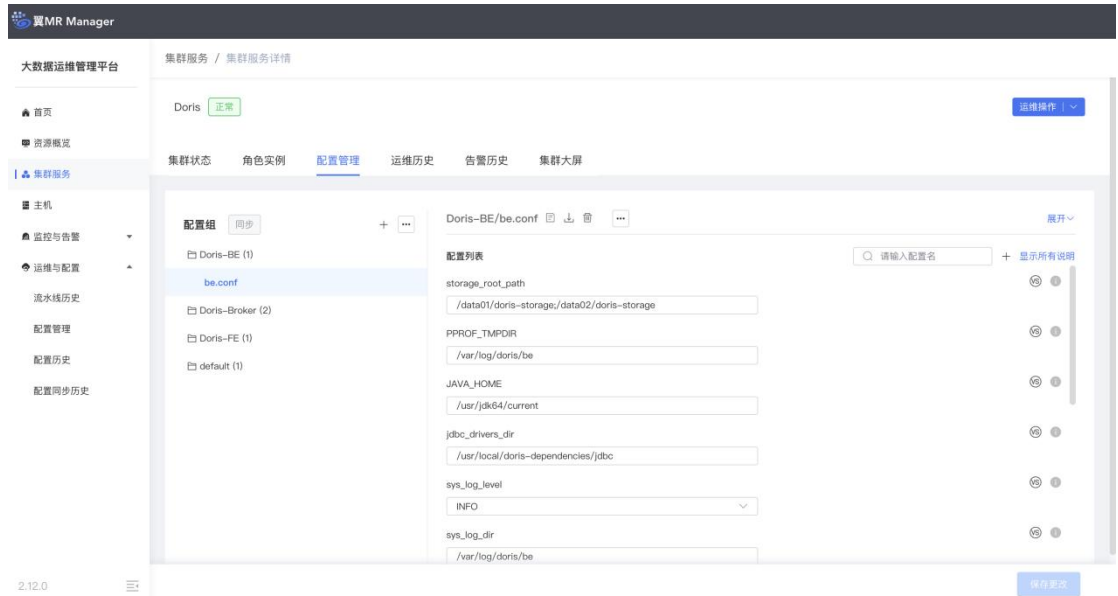 翼MR Manager
大数据运维管理平台
首页
资源概览
集群服务
主机
监控与告警
运维与配置
流水线历史
配置管理
配置历史
配置同步历史
2.12.0
集群服务 / 集群服务详情
Doris 正常
运维操作
集群状态 角色实例 配置管理 运维历史 告警历史 集群大屏
配置组 同步 + ...
Doris-BE (1)
be.conf
Doris-Broker (2)
Doris-FE (1)
default (1)
Doris-BE/be.conf ...
展开
配置列表
请输入配置名
+ 显示所有说明
storage_root_path
VS
/data01/doris-storage;/data02/doris-storage
PPROF_TMPDIR
VS
/var/log/doris/be
JAVA_HOME
VS
/usr/jdk64/current
jdbc_drivers_dir
VS
/usr/local/doris-dependencies/jdbc
sys_log_level
VS
INFO
sys_log_dir
VS
/var/log/doris/be
保存更改